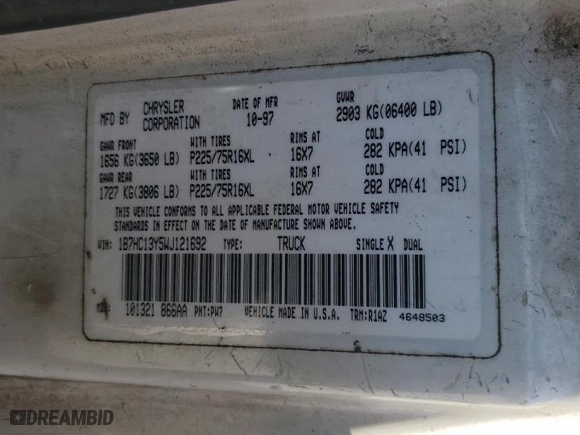 MFD BY CHRYSLER CORPORATION DATE OF MFR 10-97 GVWR 2903 KG(06400 LB)
GAWR FRONT WITH TIRES RIMS AT COLD
1656 KG(3650 LB) P225/75R16XL 16X7 282 KPA(41 PSI)
GAWR REAR WITH TIRES RIMS AT COLD
1727 KG(3806 LB) P225/75R16XL 16X7 282 KPA(41 PSI)
THIS VEHICLE CONFORMS TO ALL APPLICABLE FEDERAL MOTOR VEHICLE SAFETY
STANDARDS IN EFFECT ON THE DATE OF MANUFACTURE SHOWN ABOVE.
VIN: 1B7HC13Y5WJ121692 TYPE: TRUCK SINGLE X DUAL
MDH: 101321 866AA PNT:PW7 VEHICLE MADE IN U.S.A. TRM:R1AZ 4648503
DREAMBID